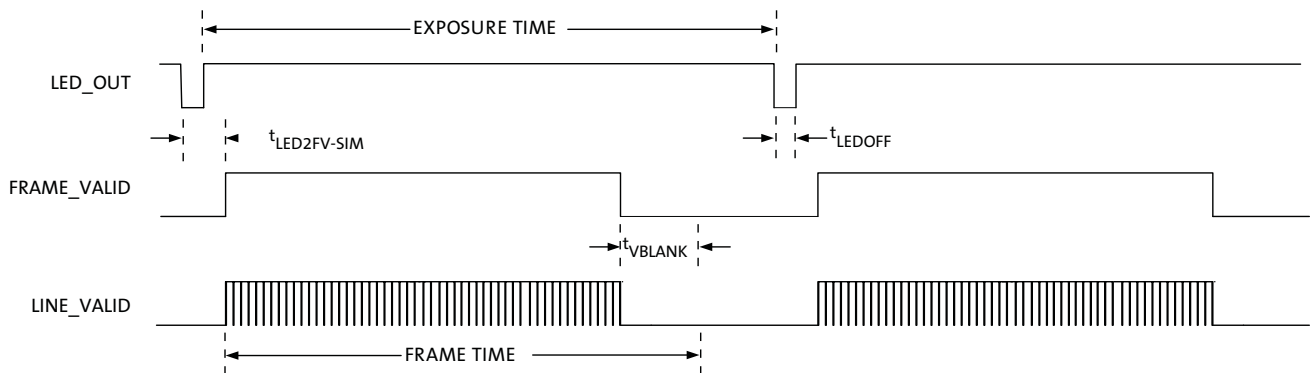 EXPOSURE TIME
LED_OUT
tLED2FV-SIM
tLEDOFF
FRAME_VALID
tVBLANK
LINE_VALID
FRAME TIME